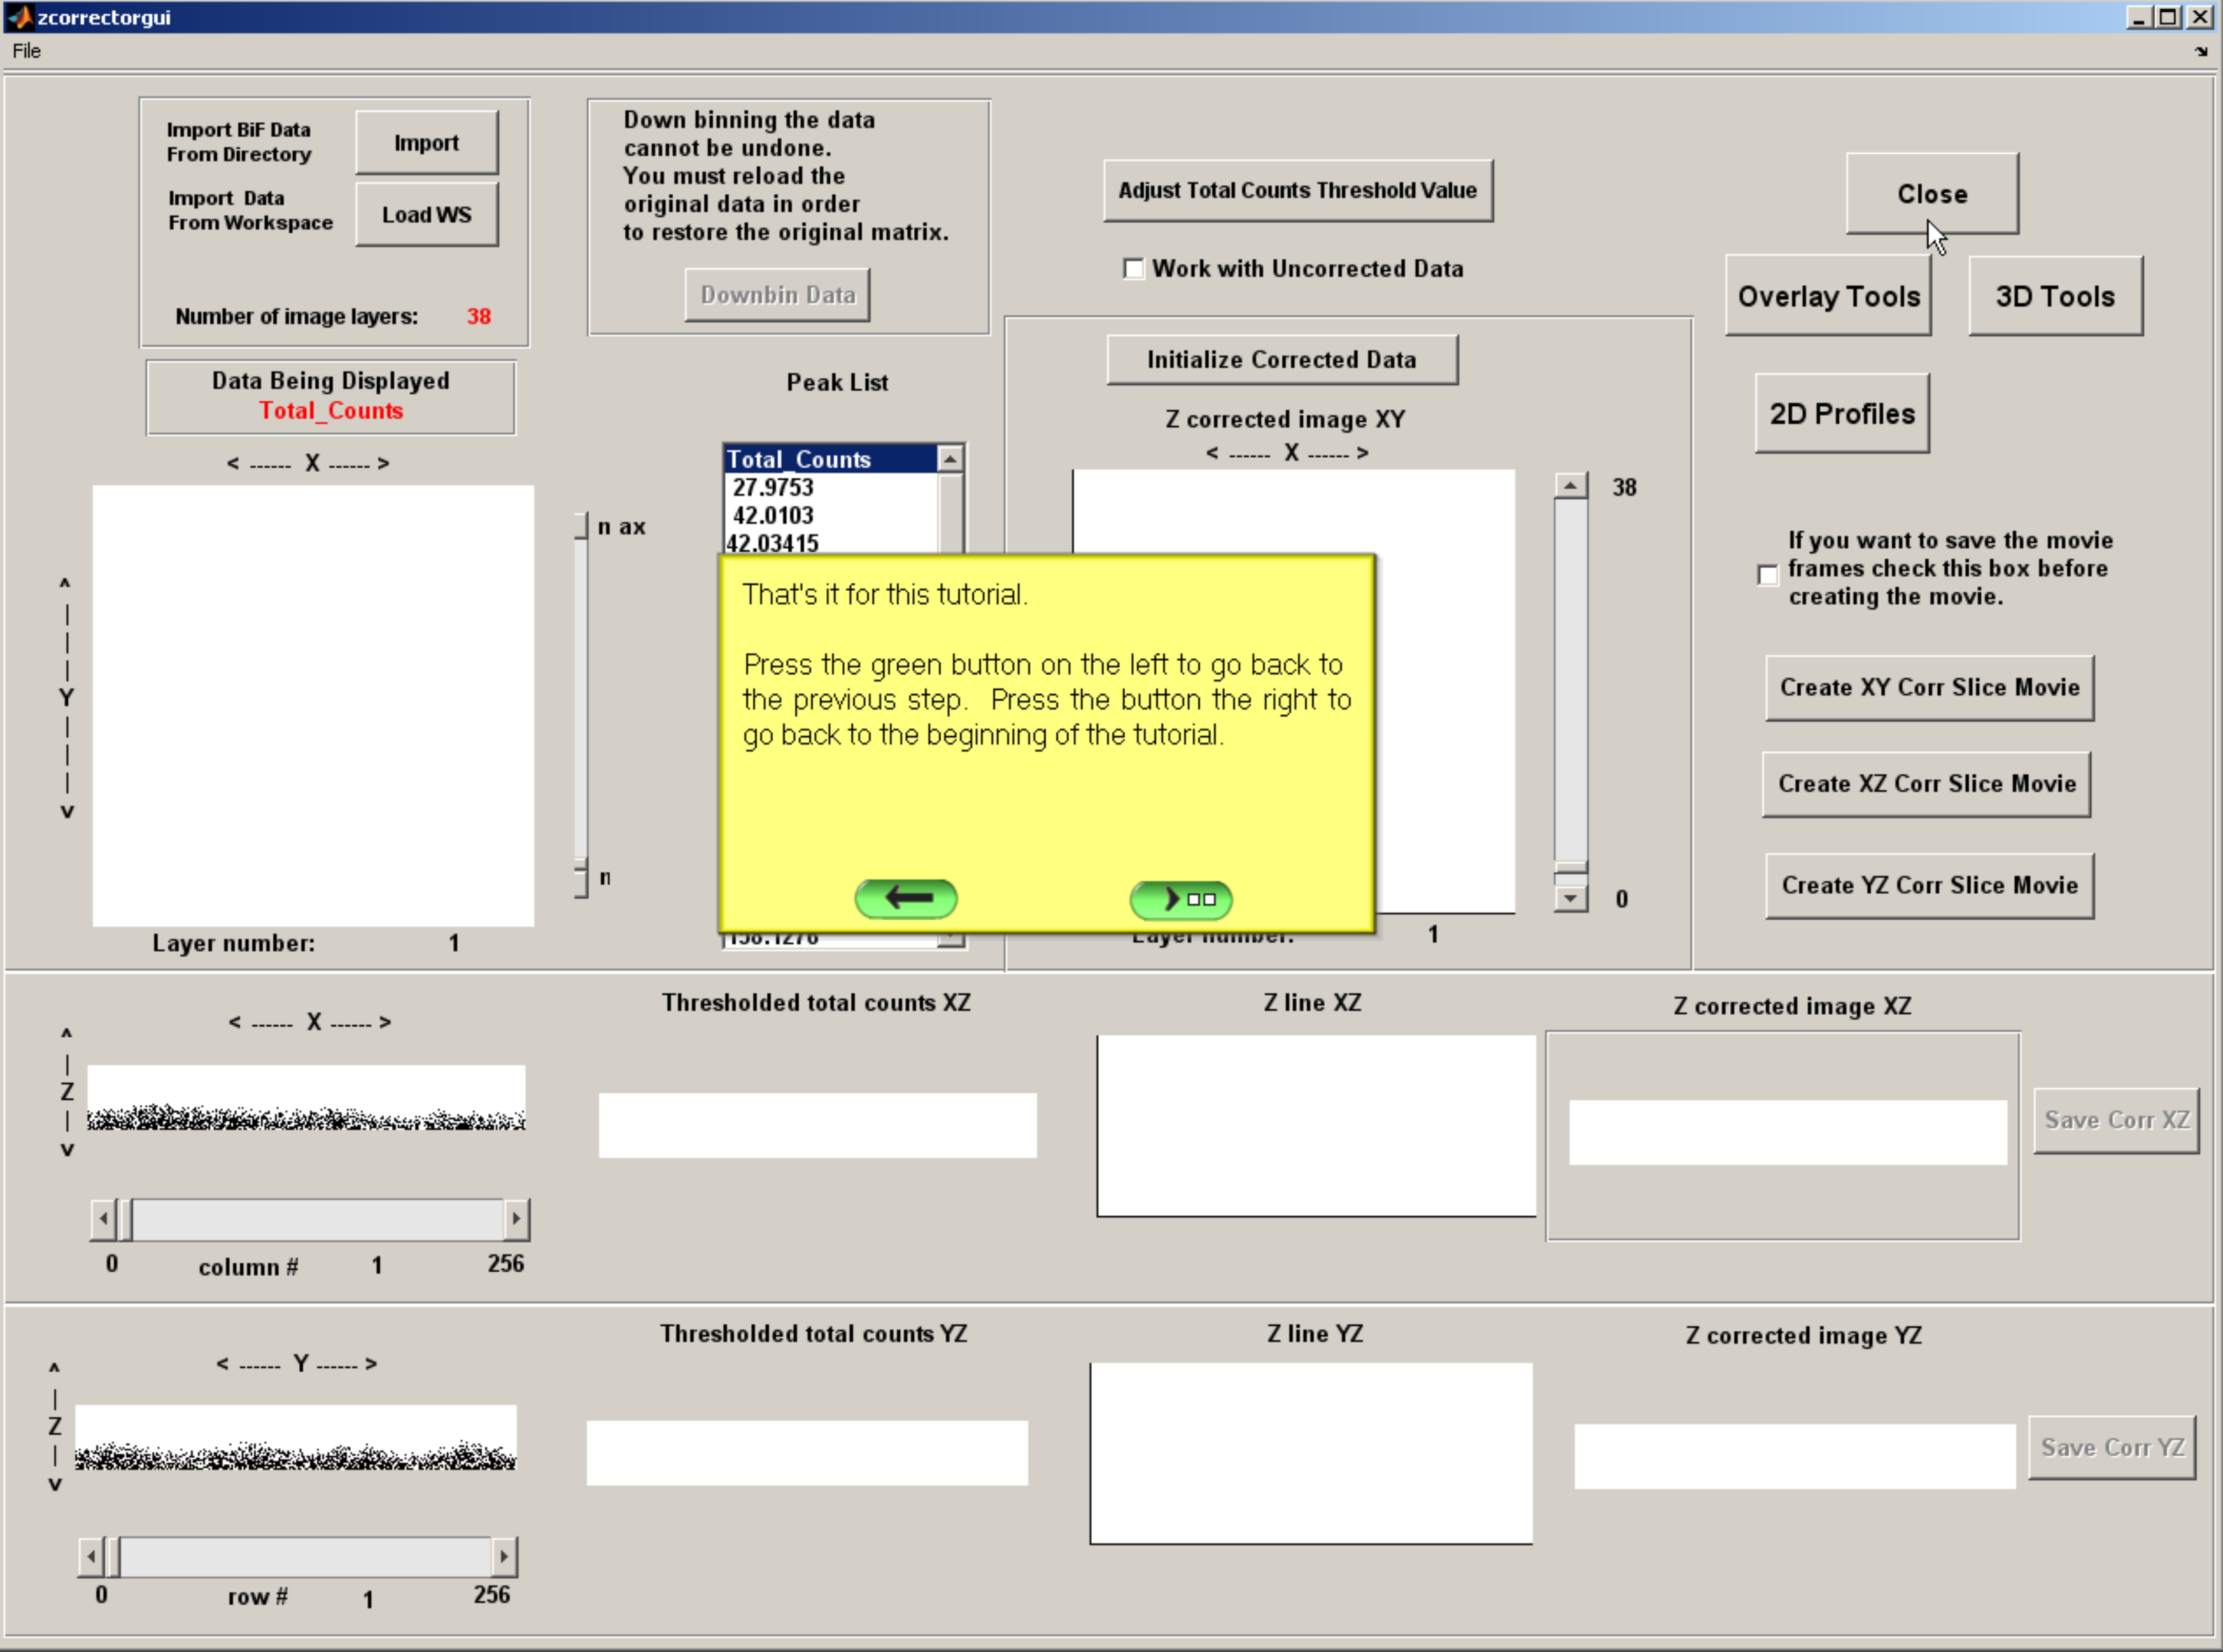 zcorrectorgui
File
Import BiF Data
From Directory
Import
Import Data
From Workspace
Load WS
Number of image layers: 38
Data Being Displayed
Total_Counts
Down binning the data
cannot be undone.
You must reload the
original data in order
to restore the original matrix.
Downbin Data
Adjust Total Counts Threshold Value
Work with Uncorrected Data
Close
Overlay Tools
3D Tools
2D Profiles
Initialize Corrected Data
Z corrected image XY
< ------ X ------ >
38
0
Layer number: 1
Peak List
Total_Counts
27.9753
42.0103
42.03415
158.1276
< ------ X ------ >
^
|
|
|
Y
|
|
|
v
n ax
n
Layer number: 1
That's it for this tutorial.
Press the green button on the left to go back to
the previous step. Press the button the right to
go back to the beginning of the tutorial.
If you want to save the movie
frames check this box before
creating the movie.
Create XY Corr Slice Movie
Create XZ Corr Slice Movie
Create YZ Corr Slice Movie
< ------ X ------ >
^
|
Z
|
v
0 column # 1 256
Thresholded total counts XZ
Z line XZ
Z corrected image XZ
Save Corr XZ
< ------ Y ------ >
^
|
Z
|
v
0 row # 1 256
Thresholded total counts YZ
Z line YZ
Z corrected image YZ
Save Corr YZ